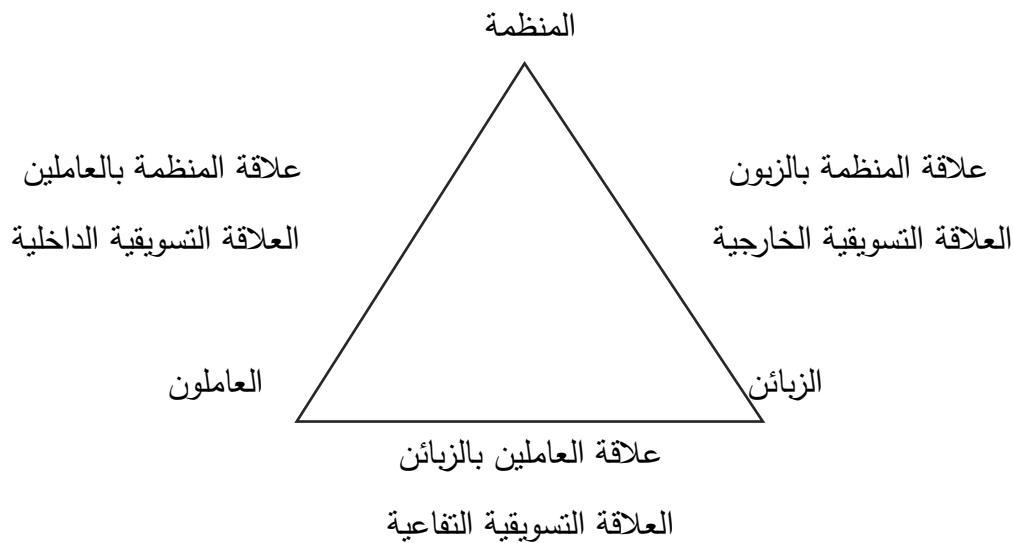 المنظمة
علاقة المنظمة بالزبون
العلاقة التسويقية الخارجية
علاقة المنظمة بالعاملين
العلاقة التسويقية الداخلية
الزبائن
العاملون
علاقة العاملين بالزبائن
العلاقة التسويقية التفاعية